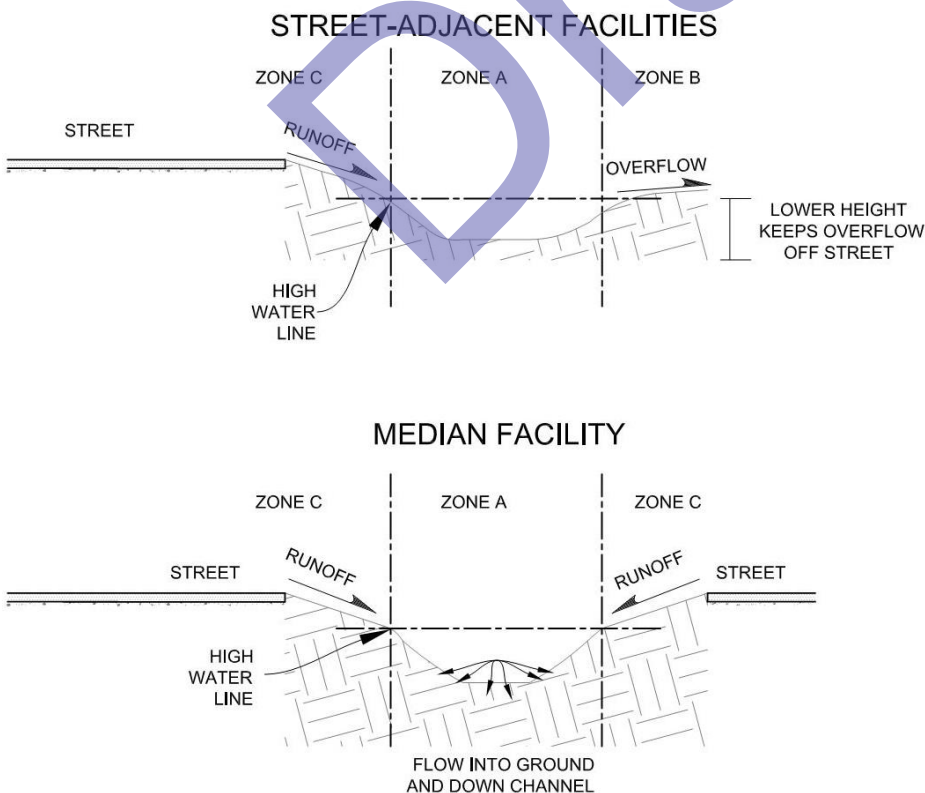 STREET-ADJACENT FACILITIES
ZONE C
ZONE A
ZONE B
STREET
RUNOFF
OVERFLOW
LOWER HEIGHT
KEEPS OVERFLOW
OFF STREET
HIGH
WATER
LINE
MEDIAN FACILITY
ZONE C
ZONE A
ZONE C
STREET
RUNOFF
RUNOFF
STREET
HIGH
WATER
LINE
FLOW INTO GROUND
AND DOWN CHANNEL